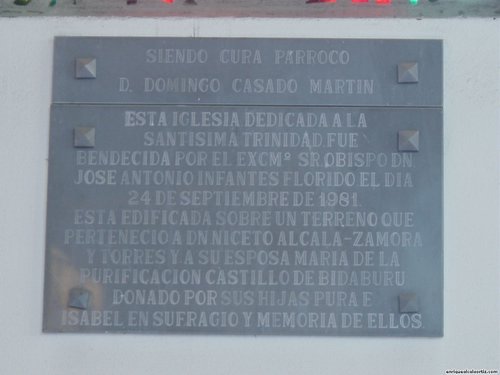 SIENDO CURA PÁRROCO
D. DOMINGO CASADO MARTIN
ESTA IGLESIA DEDICADA A LA
SANTISIMA TRINIDAD, FUE
BENDECIDA POR EL EXCMº SR. OBISPO DN.
JOSE ANTONIO INFANTES FLORIDO EL DIA
24 DE SEPTIEMBRE DE 1981.
ESTA EDIFICADA SOBRE UN TERRENO QUE
PERTENECIO A DN NICETO ALCALA-ZAMORA
Y TORRES Y A SU ESPOSA MARIA DE LA
PURIFICACION CASTILLO DE BIDABURU
DONADO POR SUS HIJAS PURA E
ISABEL EN SUFRAGIO Y MEMORIA DE ELLOS.
enriquealcalaortiz.com